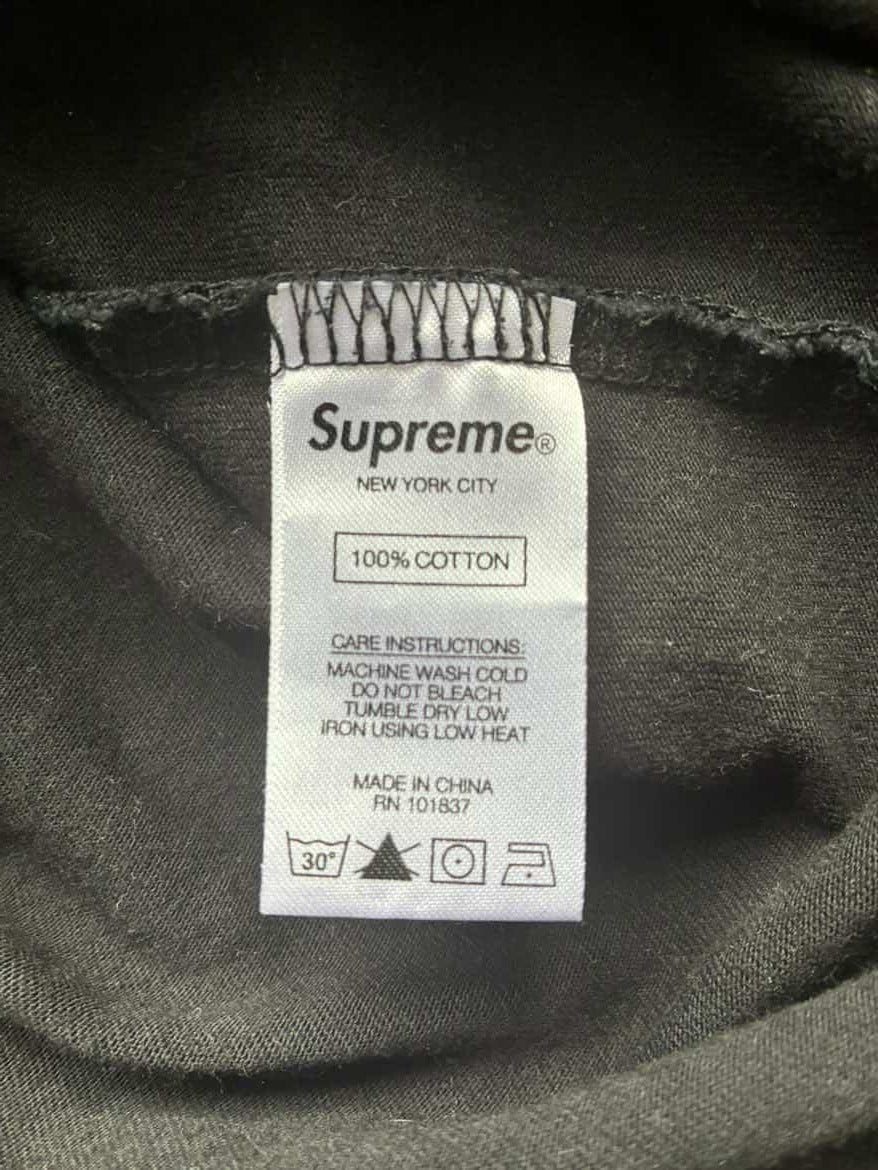 Supreme®
NEW YORK CITY
100% COTTON
CARE INSTRUCTIONS:
MACHINE WASH COLD
DO NOT BLEACH
TUMBLE DRY LOW
IRON USING LOW HEAT
MADE IN CHINA
RN 101837
30°